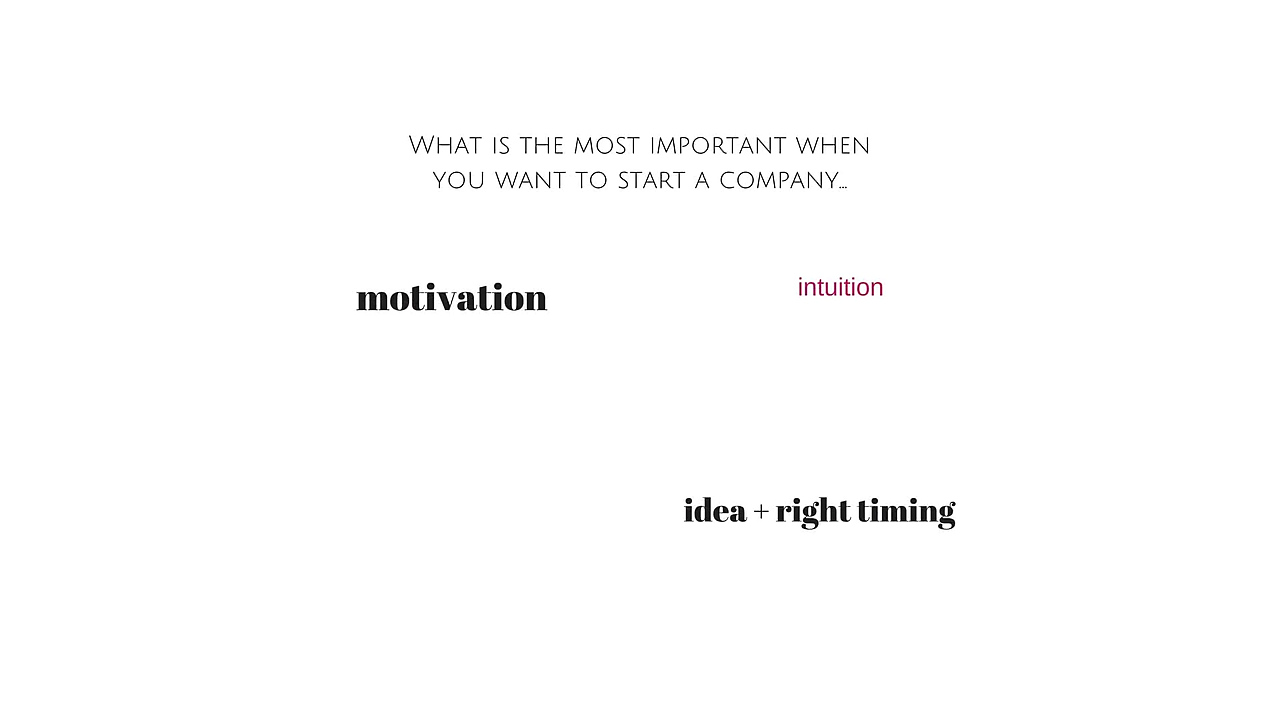 What is the most important when
you want to start a company...
motivation
intuition
idea + right timing